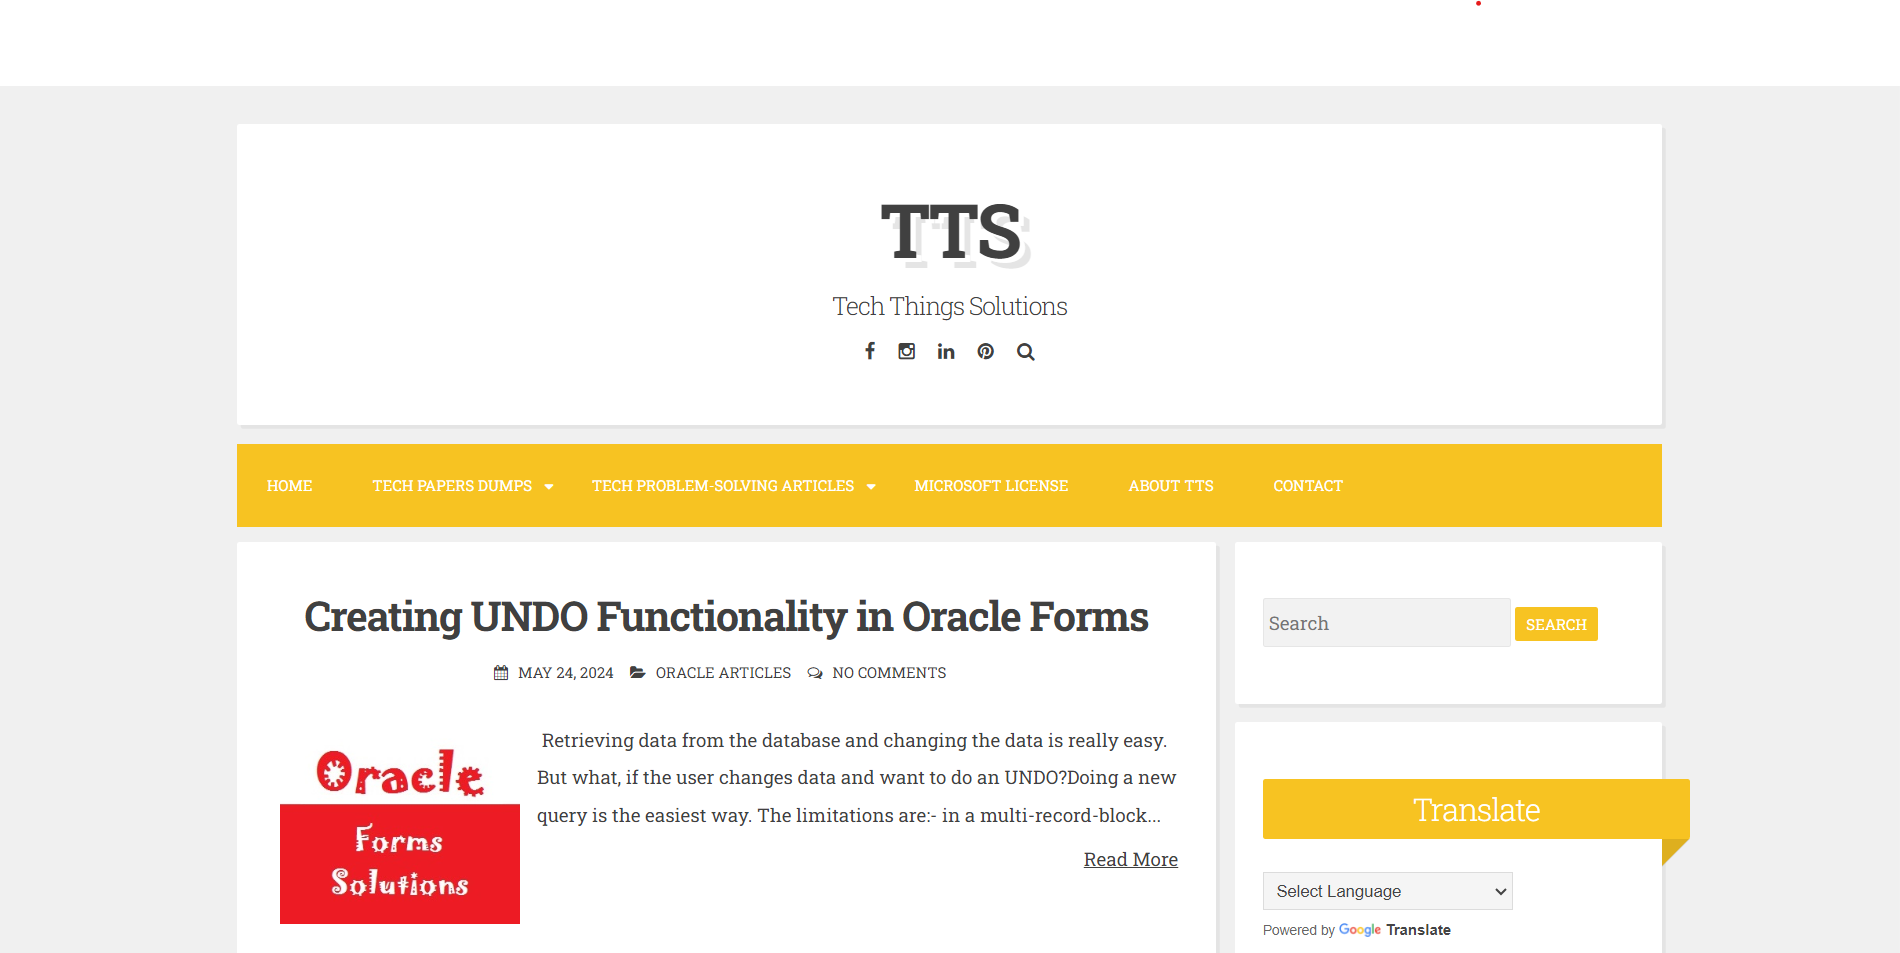 TTS
Tech Things Solutions
HOME TECH PAPERS DUMPS TECH PROBLEM-SOLVING ARTICLES MICROSOFT LICENSE ABOUT TTS CONTACT
Creating UNDO Functionality in Oracle Forms
MAY 24, 2024 ORACLE ARTICLES NO COMMENTS
Oracle
Forms
Solutions
Retrieving data from the database and changing the data is really easy.
But what, if the user changes data and want to do an UNDO?Doing a new
query is the easiest way. The limitations are:- in a multi-record-block...
Read More
Search SEARCH
Translate
Select Language
Powered by Google Translate